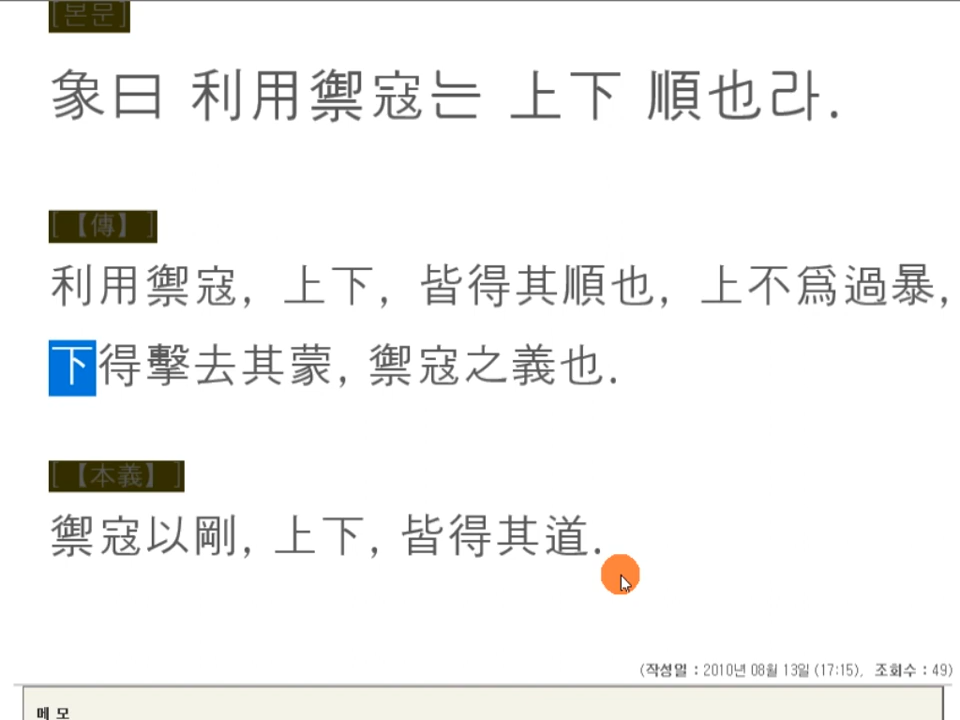 [본문]
象曰 利用禦寇는 上下 順也라.
[ 【傳】 ]
利用禦寇, 上下, 皆得其順也, 上不爲過暴,
下得擊去其蒙, 禦寇之義也.
[ 【本義】 ]
禦寇以剛, 上下, 皆得其道.
(작성일 : 2010년 08월 13일 (17:15), 조회수 : 49)
메 모